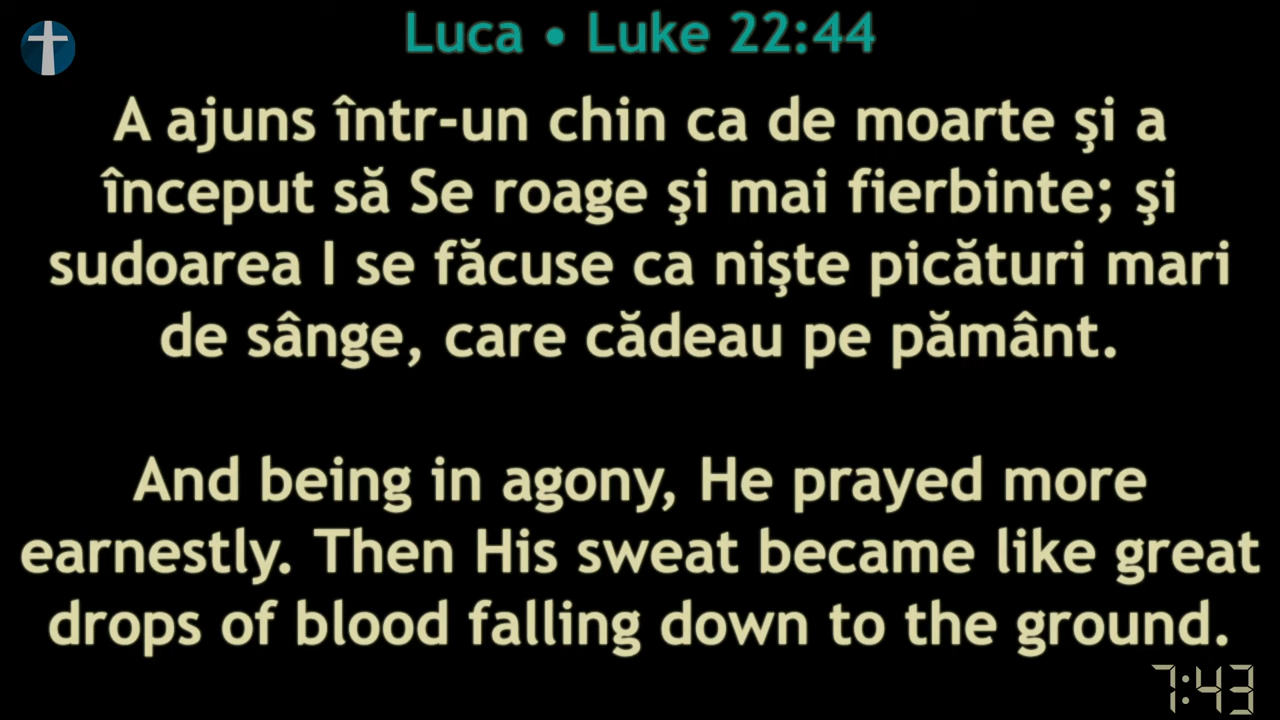 Luca • Luke 22:44
A ajuns într-un chin ca de moarte şi a
început să Se roage şi mai fierbinte; şi
sudoarea I se făcuse ca nişte picături mari
de sânge, care cădeau pe pământ.
And being in agony, He prayed more
earnestly. Then His sweat became like great
drops of blood falling down to the ground.
7:43